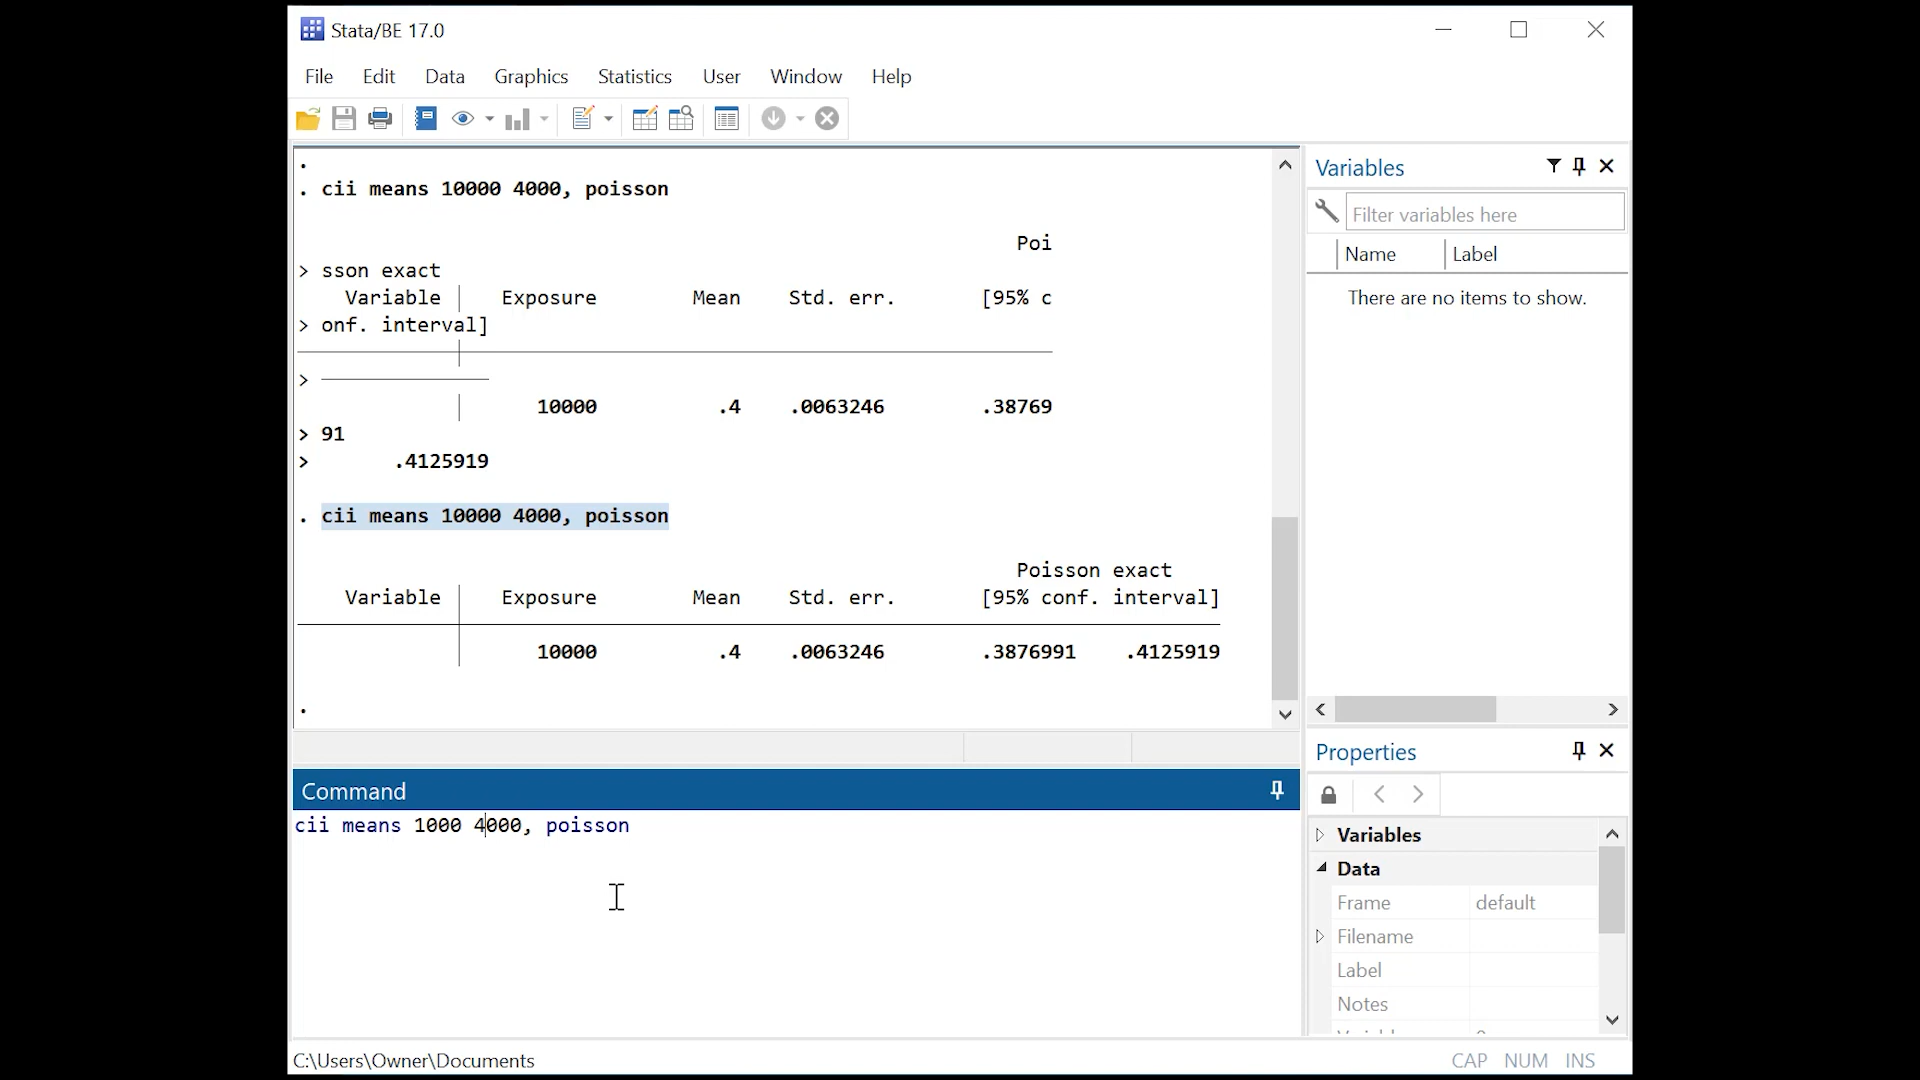 Stata/BE 17.0
File Edit Data Graphics Statistics User Window Help
.
. cii means 10000 4000, poisson
Poi
> sson exact
Variable Exposure Mean Std. err. [95% c
> onf. interval]
>
10000 .4 .0063246 .38769
> 91
> .4125919
. cii means 10000 4000, poisson
Poisson exact
Variable Exposure Mean Std. err. [95% conf. interval]
10000 .4 .0063246 .3876991 .4125919
.
Command
cii means 1000 4000, poisson
Variables
Filter variables here
Name Label
There are no items to show.
Properties
Variables
Data
Frame default
Filename
Label
Notes
C:\Users\Owner\Documents
CAP NUM INS